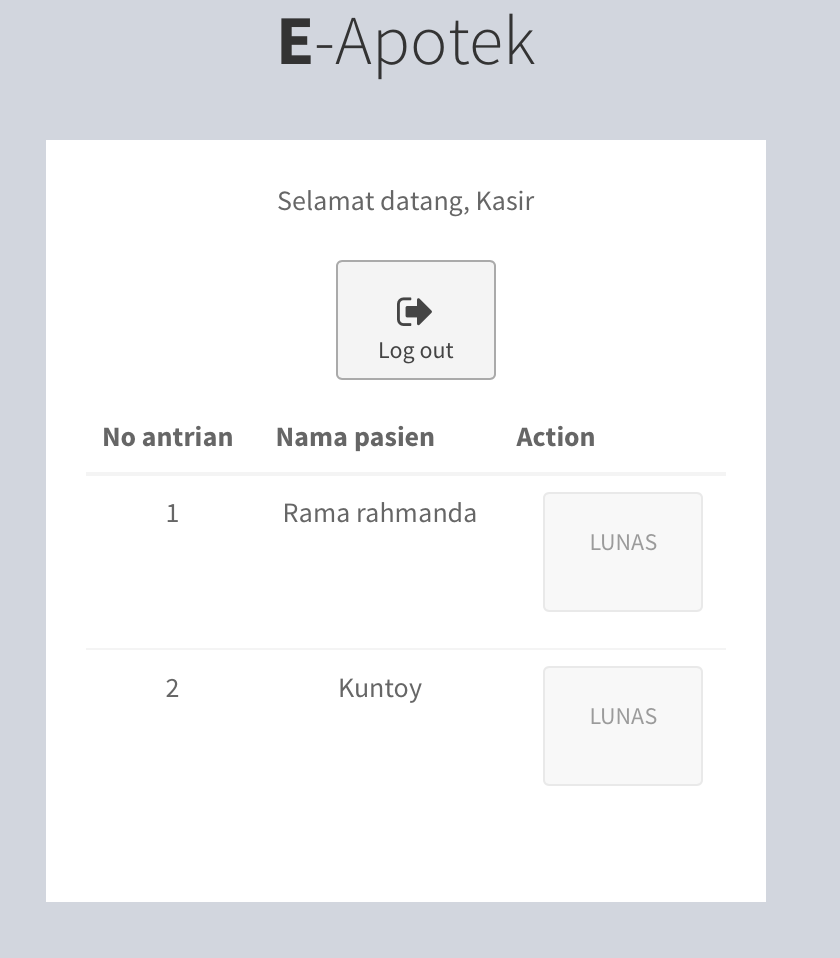 E-Apotek
Selamat datang, Kasir
Log out
No antrian Nama pasien Action
1 Rama rahmanda LUNAS
2 Kuntoy LUNAS